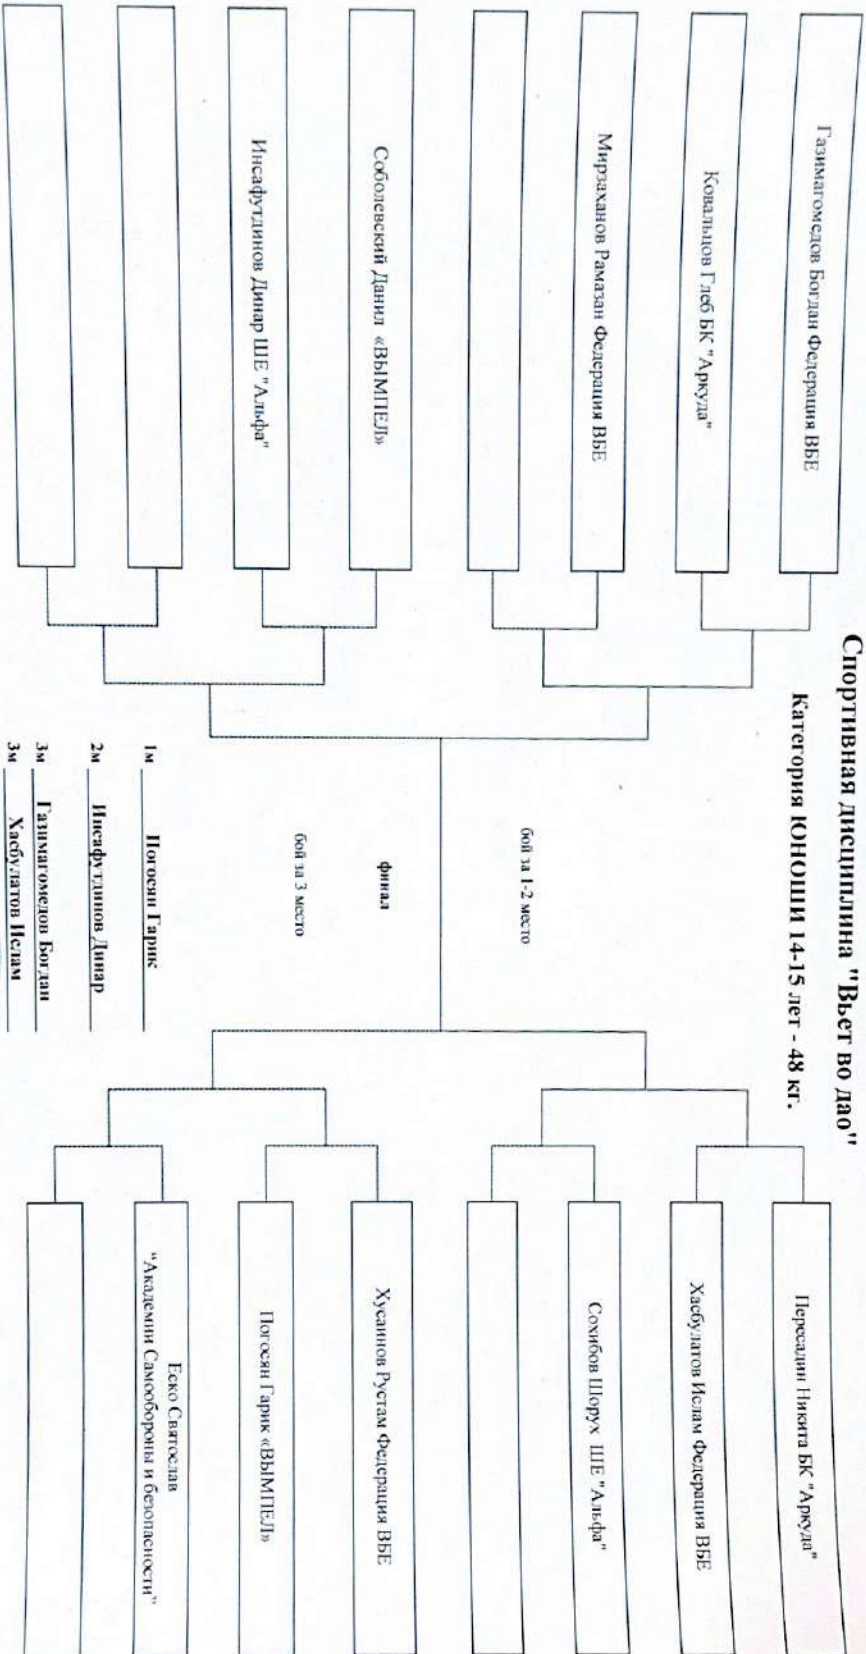 Спортивная дисциплина "Вьет во дао"
Категория ЮНОШИ 14-15 лет - 48 кг.
Газимагомедов Богдан Федерация ВБЕ
Ковальцов Глеб БК "Аркуда"
Мирзаханов Рамазан Федерация ВБЕ
Соболевский Данил «ВЫМПЕЛ»
Инсафутдинов Динар ШЕ "Альфа"
бой за 1-2 место
финал
бой за 3 место
1м Погосян Гарик
2м Инсафутдинов Динар
3м Газимагомедов Богдан
3м Хасбулатов Ислам
Пересадин Никита БК "Аркуда"
Хасбулатов Ислам Федерация ВБЕ
Сохибов Шорух ШЕ "Альфа"
Хусаинов Рустам Федерация ВБЕ
Погосян Гарик «ВЫМПЕЛ»
Еско Святослав
"Академии Самообороны и безопасности"